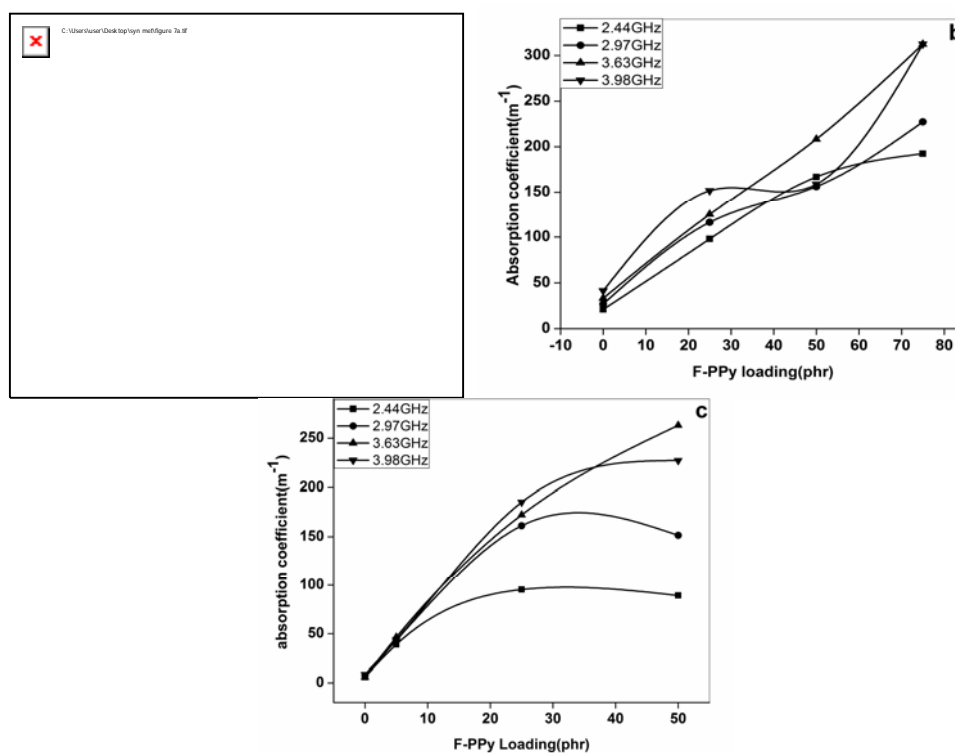 C:\Users\user\Desktop\syn met\figure 7a.tif
b
2.44GHz
2.97GHz
3.63GHz
3.98GHz
300
250
200
150
100
50
0
Absorption coefficient(m⁻¹)
-10 0 10 20 30 40 50 60 70 80
F-PPy loading(phr)
c
2.44GHz
2.97GHz
3.63GHz
3.98GHz
250
200
150
100
50
0
absorption coefficient(m⁻¹)
0 10 20 30 40 50
F-PPy Loading(phr)